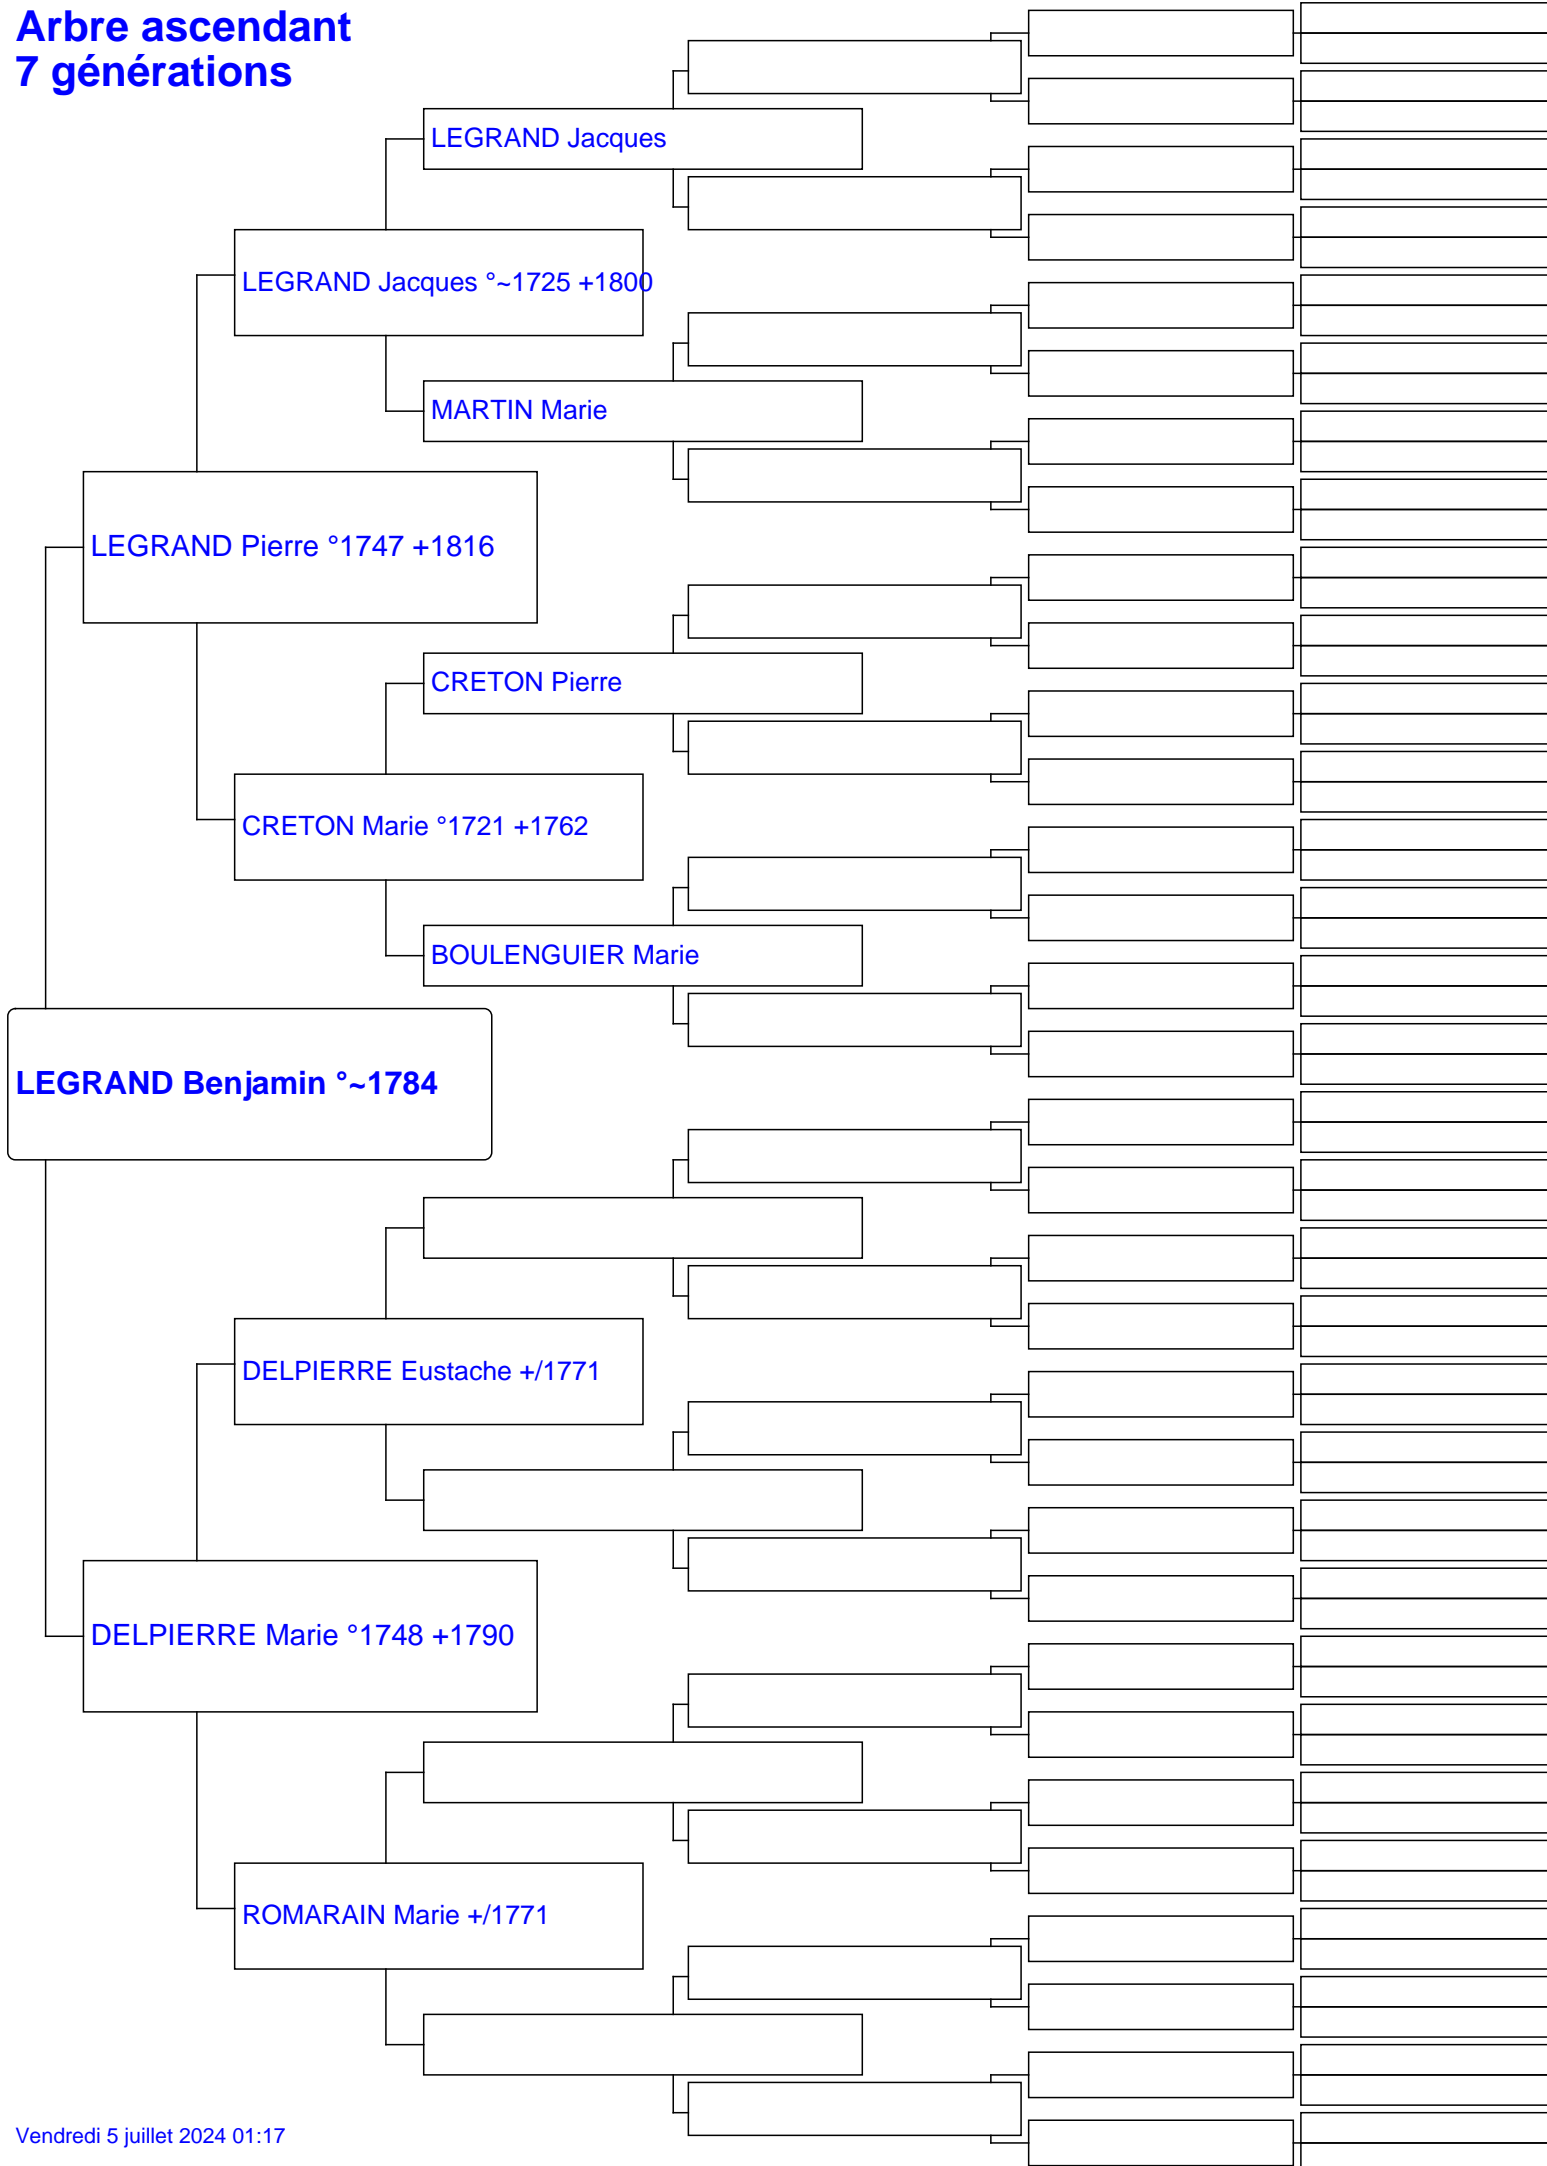 Arbre ascendant
7 générations
LEGRAND Jacques
LEGRAND Jacques °~1725 +1800
MARTIN Marie
LEGRAND Pierre °1747 +1816
CRETON Pierre
CRETON Marie °1721 +1762
BOULENGUIER Marie
LEGRAND Benjamin °~1784
DELPIERRE Eustache +/1771
DELPIERRE Marie °1748 +1790
ROMARAIN Marie +/1771
Vendredi 5 juillet 2024 01:17